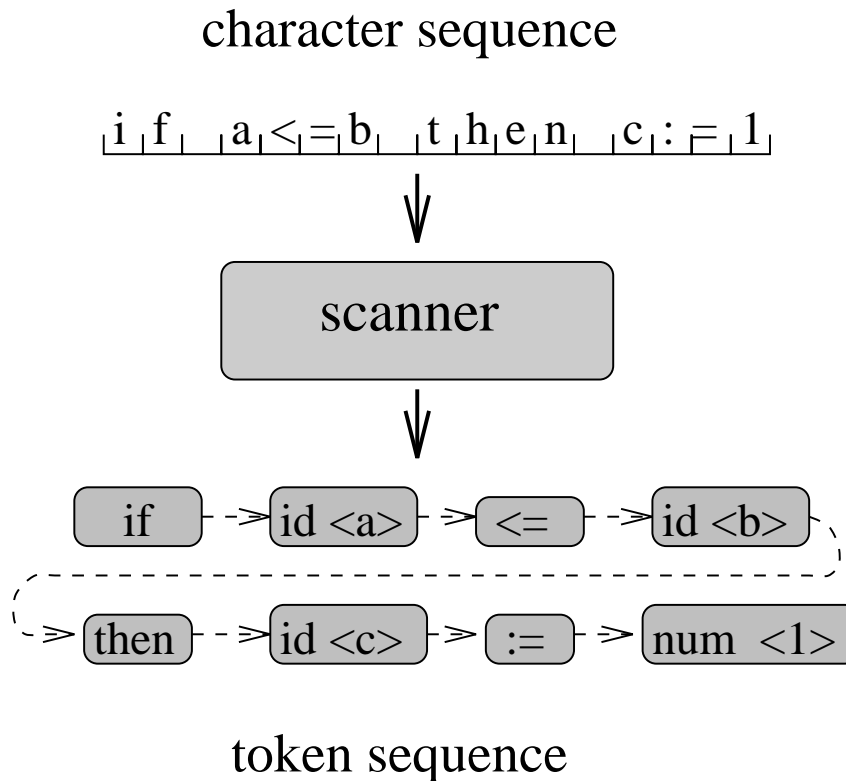 character sequence
i f a < = b t h e n c : = 1
scanner
if id <a> <= id <b>
then id <c> := num <1>
token sequence